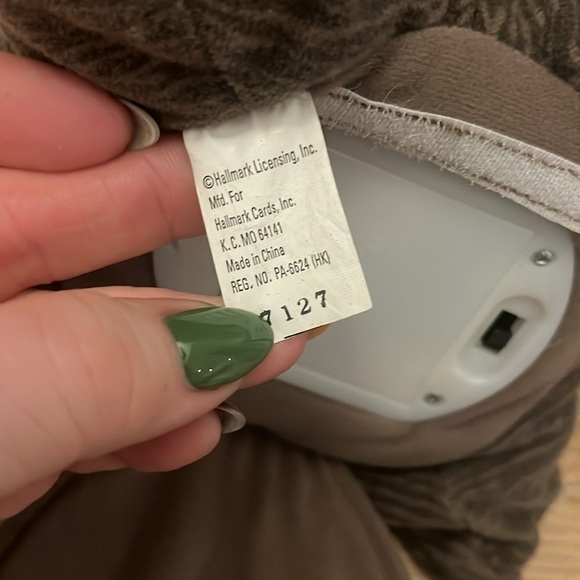 ©Hallmark Licensing, Inc.
Mfd. For
Hallmark Cards, Inc.
K.C. MO 64141
Made in China
REG. NO. PA-6624 (HK)
7127